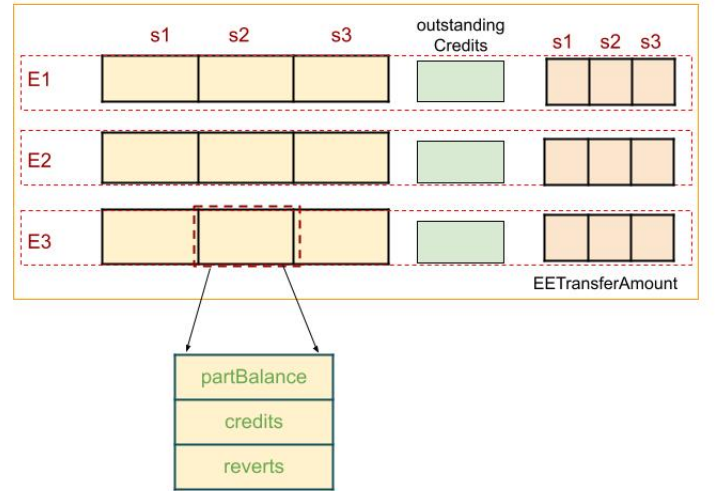 s1 s2 s3
outstanding
Credits
s1 s2 s3
E1
E2
E3
EETransferAmount
partBalance
credits
reverts